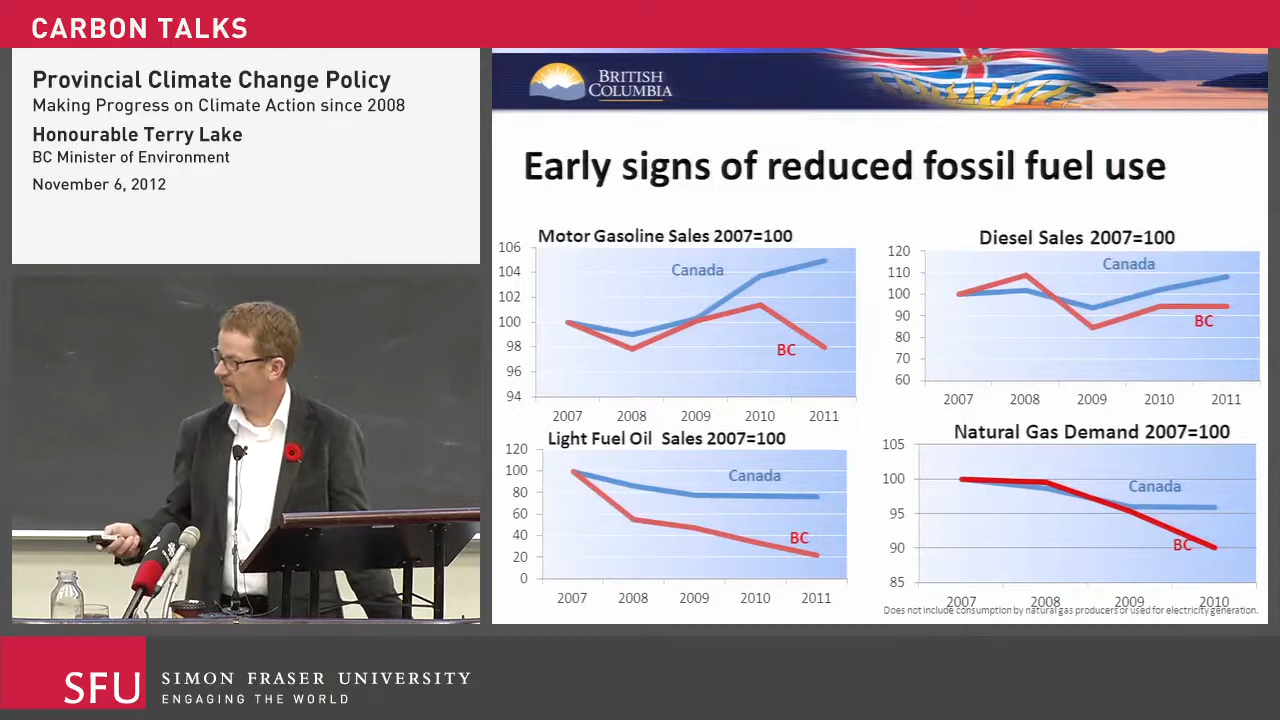 CARBON TALKS
Provincial Climate Change Policy
Making Progress on Climate Action since 2008
Honourable Terry Lake
BC Minister of Environment
November 6, 2012
BRITISH
COLUMBIA
Early signs of reduced fossil fuel use
Motor Gasoline Sales 2007=100
106
104
102
100
98
96
94
Canada
BC
2007 2008 2009 2010 2011
Diesel Sales 2007=100
120
110
100
90
80
70
60
Canada
BC
2007 2008 2009 2010 2011
Light Fuel Oil Sales 2007=100
120
100
80
60
40
20
0
Canada
BC
2007 2008 2009 2010 2011
Natural Gas Demand 2007=100
105
100
95
90
85
Canada
BC
2007 2008 2009 2010
Does not include consumption by natural gas producers or used for electricity generation.
SFU
SIMON FRASER UNIVERSITY
ENGAGING THE WORLD